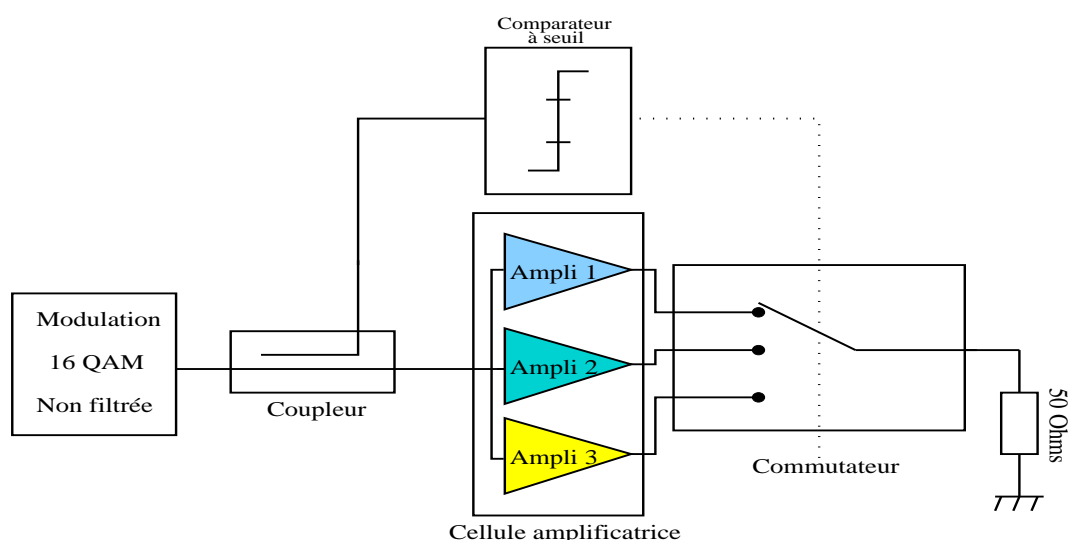 Comparateur
à seuil
Ampli 1
Modulation
16 QAM
Non filtrée
Ampli 2
Coupleur
Ampli 3
50 Ohms
Commutateur
Cellule amplificatrice